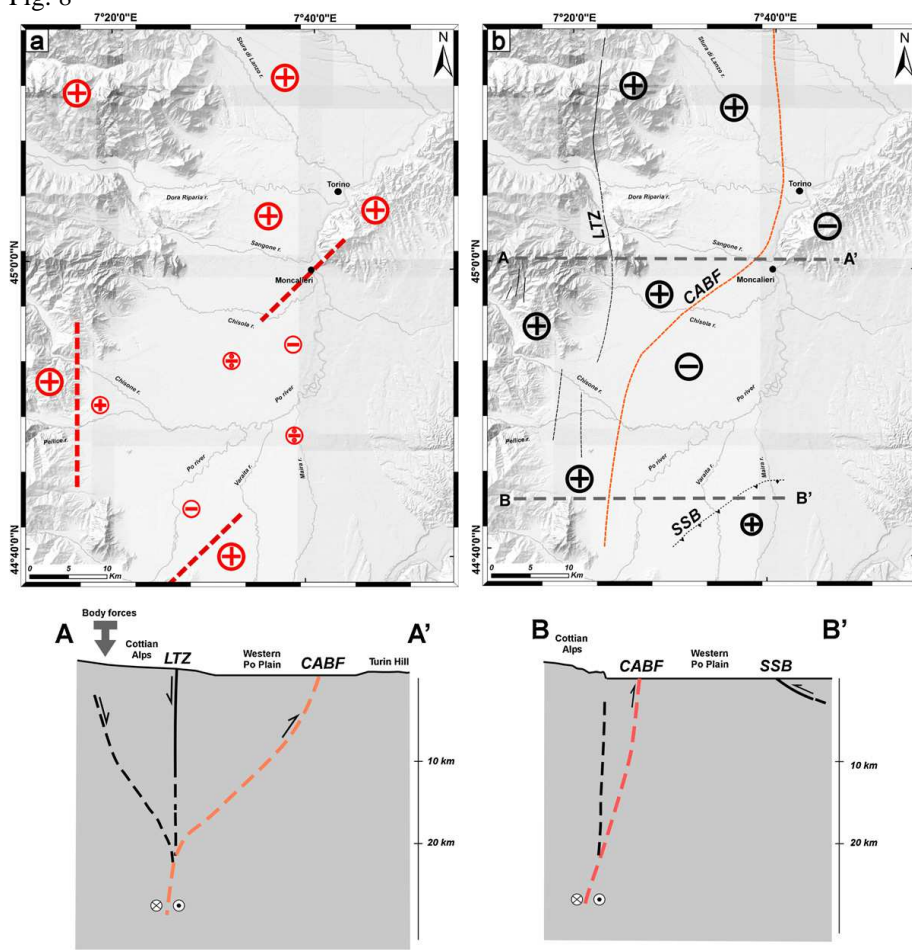 Fig. 8
7°20'0"E
7°40'0"E
a
N
Stura di Lanzo r.
Torino
Dora Riparia r.
Sangone r.
Moncalieri
Chisola r.
Chisone r.
Po river
Pellice r.
Po river
Varaita r.
Maira r.
45°0'0"N
44°40'0"N
0 5 10
Km
7°20'0"E
7°40'0"E
b
N
Stura di Lanzo r.
Torino
Dora Riparia r.
LTZ
Sangone r.
A
A'
Moncalieri
CABF
Chisola r.
Chisone r.
Po river
Pellice r.
Po river
Varaita r.
Maira r.
B
B'
SSB
45°0'0"N
44°40'0"N
0 5 10
Km
Body forces
A
A'
Cottian
Alps
LTZ
Western
Po Plain
CABF
Turin Hill
10 km
20 km
B
B'
Cottian
Alps
CABF
Western
Po Plain
SSB
10 km
20 km